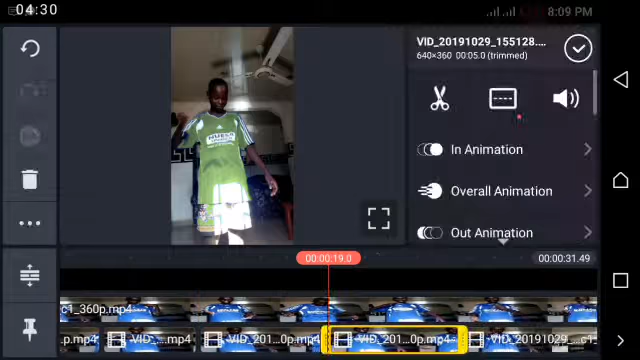 04:30
8:09 PM
VID_20191029_155128....
640×360 00:05.0 (trimmed)
In Animation
Overall Animation
Out Animation
00:00:19.0
00:00:31.49
c1_360p.mp4
.p.mp4
VID_....mp4
VID_201...0p.mp4
VID_201...0p.mp4
VID_20191029_...c1